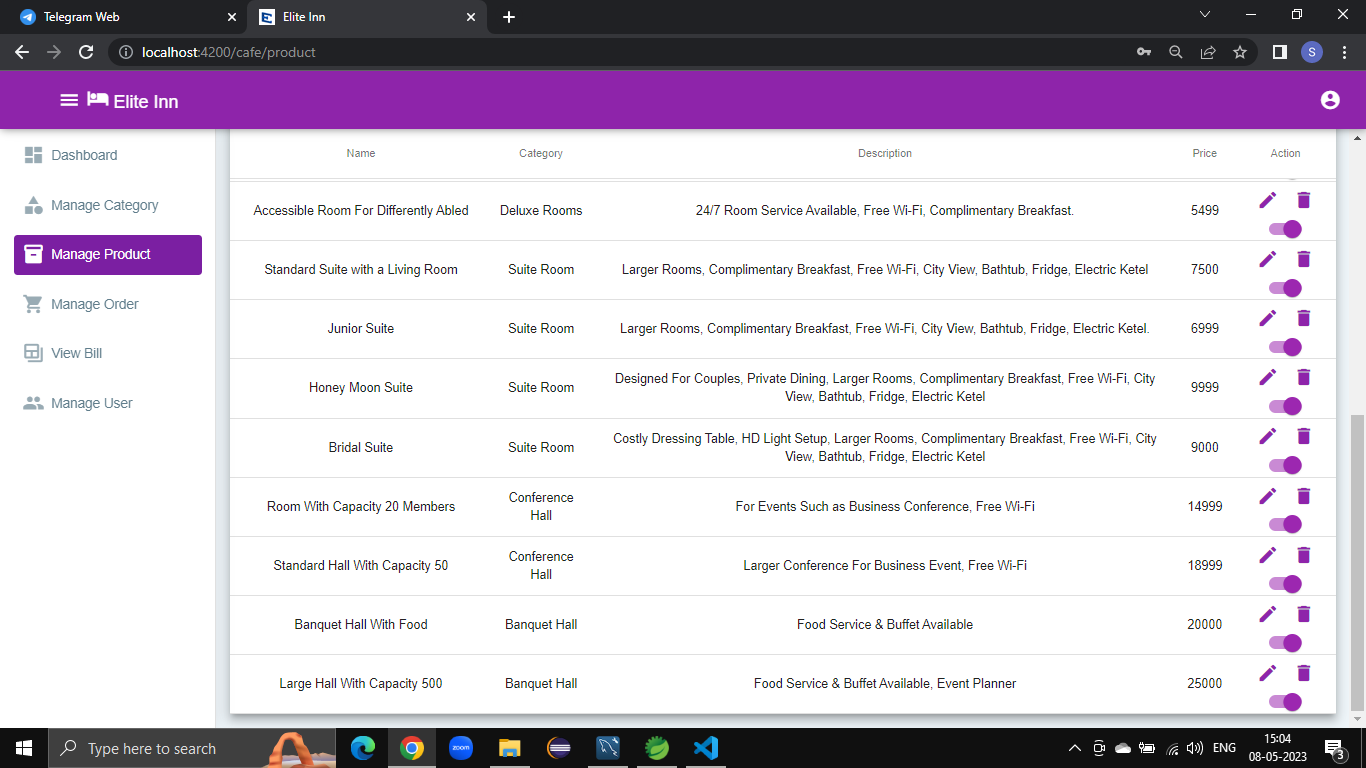 Telegram Web
Elite Inn
localhost:4200/cafe/product
S
Elite Inn
Dashboard
Manage Category
Manage Product
Manage Order
View Bill
Manage User
Name Category Description Price Action
Accessible Room For Differently Abled Deluxe Rooms 24/7 Room Service Available, Free Wi-Fi, Complimentary Breakfast. 5499
Standard Suite with a Living Room Suite Room Larger Rooms, Complimentary Breakfast, Free Wi-Fi, City View, Bathtub, Fridge, Electric Ketel 7500
Junior Suite Suite Room Larger Rooms, Complimentary Breakfast, Free Wi-Fi, City View, Bathtub, Fridge, Electric Ketel. 6999
Honey Moon Suite Suite Room Designed For Couples, Private Dining, Larger Rooms, Complimentary Breakfast, Free Wi-Fi, City 9999
View, Bathtub, Fridge, Electric Ketel
Bridal Suite Suite Room Costly Dressing Table, HD Light Setup, Larger Rooms, Complimentary Breakfast, Free Wi-Fi, City 9000
View, Bathtub, Fridge, Electric Ketel
Room With Capacity 20 Members Conference For Events Such as Business Conference, Free Wi-Fi 14999
Hall
Standard Hall With Capacity 50 Conference Larger Conference For Business Event, Free Wi-Fi 18999
Hall
Banquet Hall With Food Banquet Hall Food Service & Buffet Available 20000
Large Hall With Capacity 500 Banquet Hall Food Service & Buffet Available, Event Planner 25000
Type here to search
zoom
ENG
15:04
08-05-2023
3